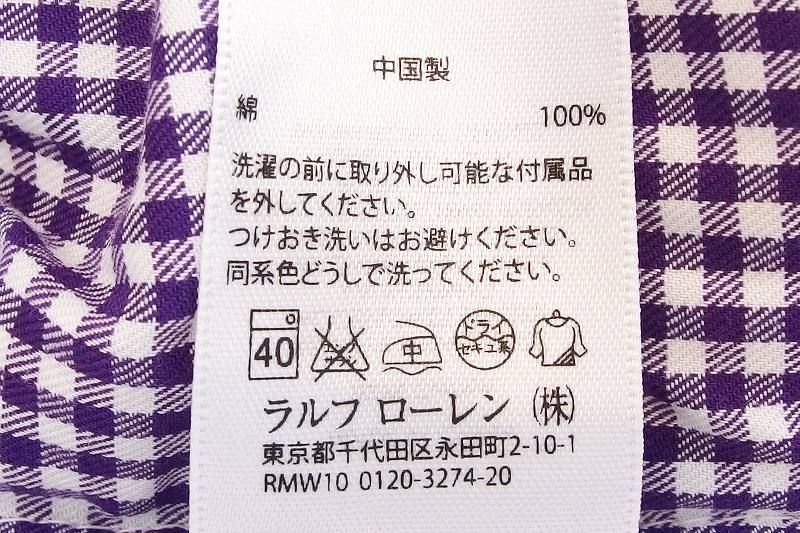 中国製
綿 100%
洗濯の前に取り外し可能な付属品
を外してください。
つけおき洗いはお避けください。
同系色どうしで洗ってください。
40 中 ドライ セキユ系
ラルフ ローレン (株)
東京都千代田区永田町2-10-1
RMW10 0120-3274-20